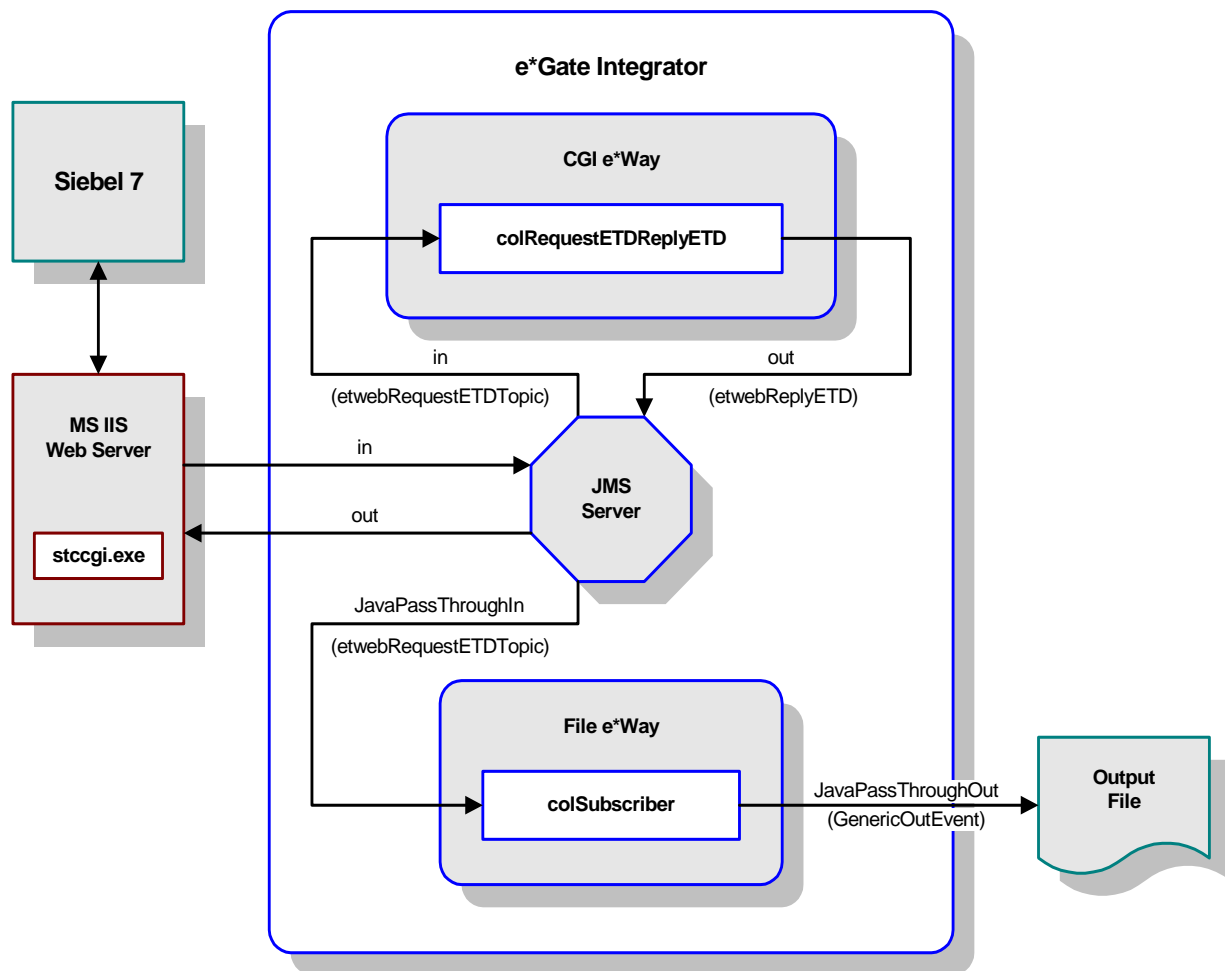 e*Gate Integrator
CGI e*Way
Siebel 7
colRequestETDReplyETD
in
out
(etwebRequestETDTopic)
(etwebReplyETD)
MS IIS
Web Server
in
JMS
Server
out
stccgi.exe
JavaPassThroughIn
(etwebRequestETDTopic)
File e*Way
colSubscriber
JavaPassThroughOut
(GenericOutEvent)
Output
File